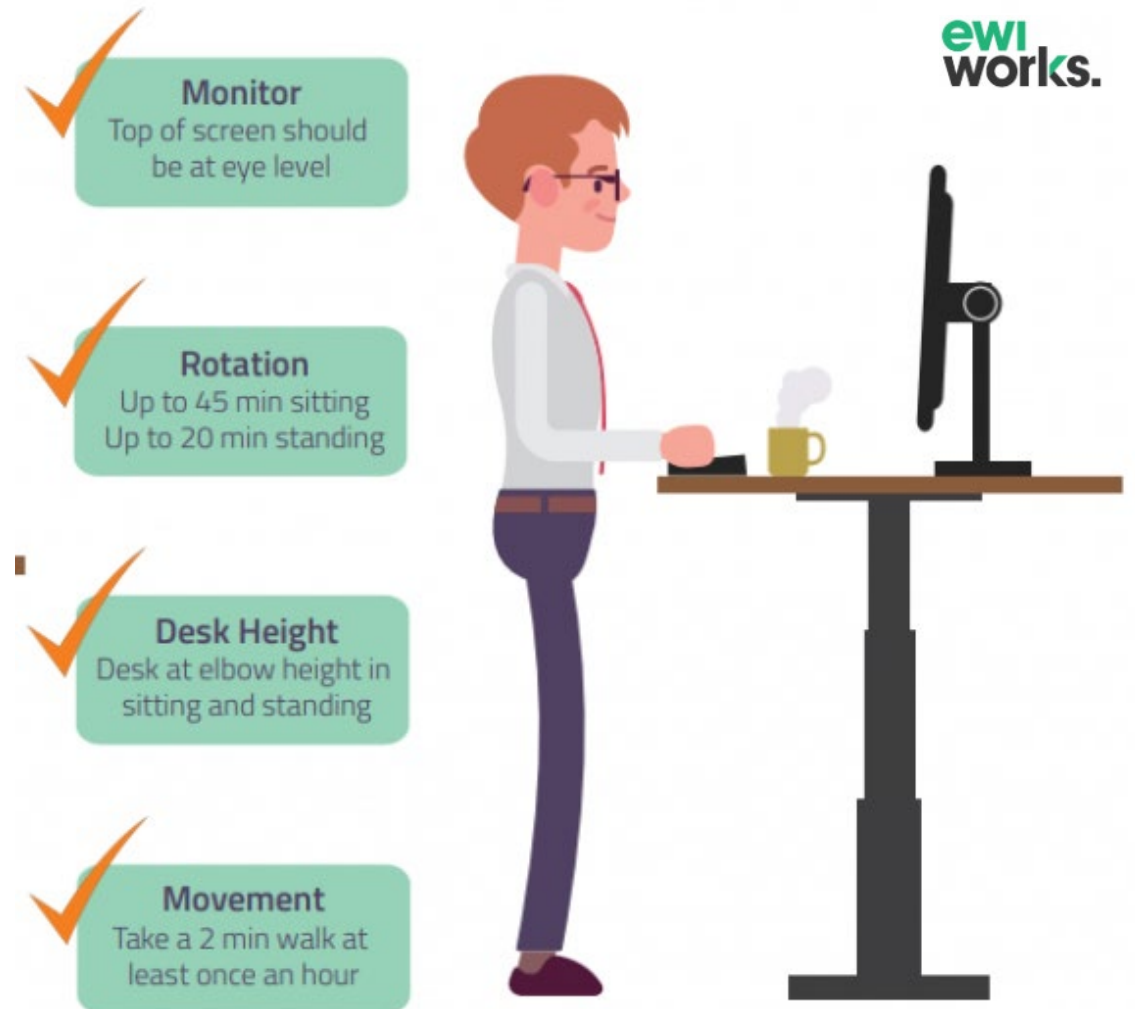 ewi
works.
Monitor
Top of screen should
be at eye level
Rotation
Up to 45 min sitting
Up to 20 min standing
Desk Height
Desk at elbow height in
sitting and standing
Movement
Take a 2 min walk at
least once an hour